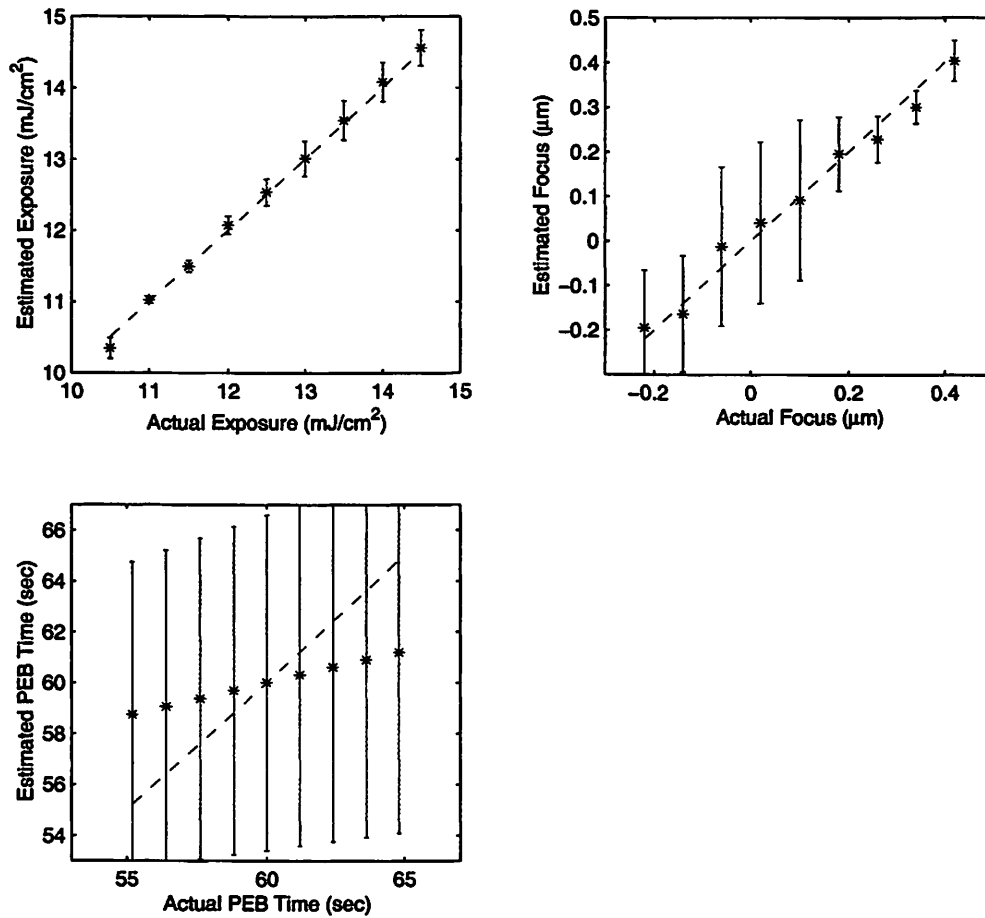 15
14
13
12
11
10
10 11 12 13 14 15
Estimated Exposure (mJ/cm²)
Actual Exposure (mJ/cm²)
0.5
0.4
0.3
0.2
0.1
0
−0.1
−0.2
−0.2 0 0.2 0.4
Estimated Focus (μm)
Actual Focus (μm)
66
64
62
60
58
56
54
55 60 65
Estimated PEB Time (sec)
Actual PEB Time (sec)